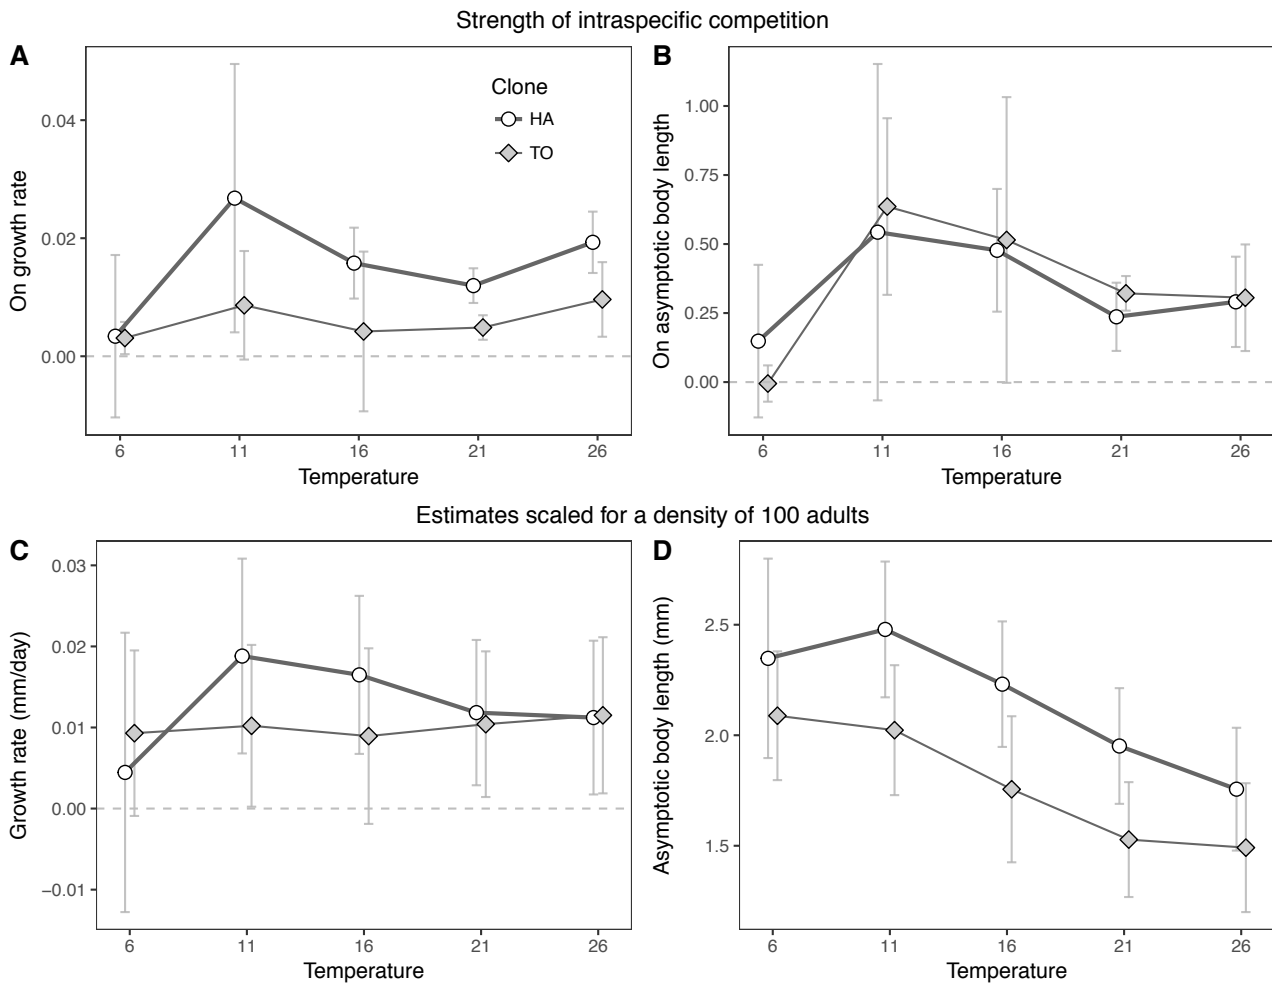 Strength of intraspecific competition
A
On growth rate
0.04
0.02
0.00
6 11 16 21 26
Temperature
Clone
HA
TO
B
On asymptotic body length
1.00
0.75
0.50
0.25
0.00
6 11 16 21 26
Temperature
Estimates scaled for a density of 100 adults
C
Growth rate (mm/day)
0.03
0.02
0.01
0.00
−0.01
6 11 16 21 26
Temperature
D
Asymptotic body length (mm)
2.5
2.0
1.5
6 11 16 21 26
Temperature